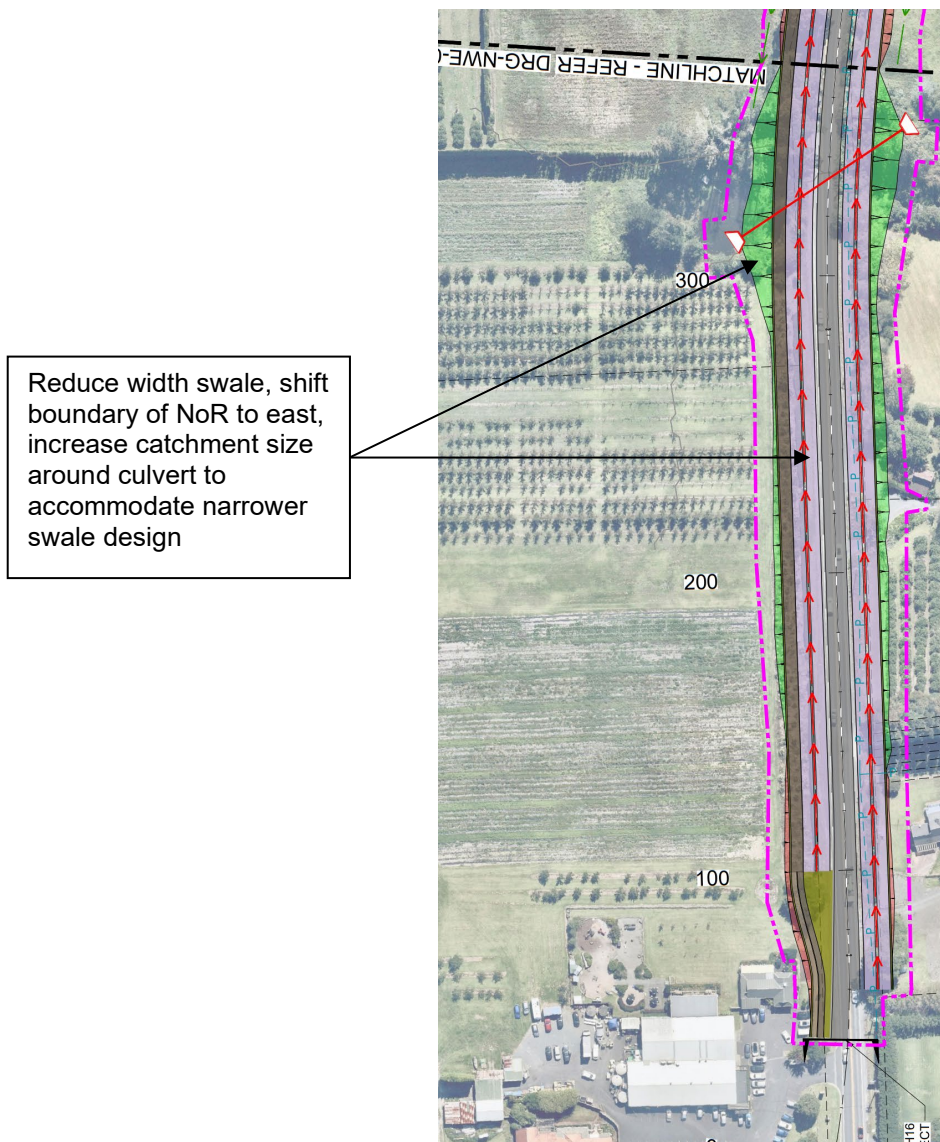 MATCHLINE - REFER DRG-NWE-
300
Reduce width swale, shift
boundary of NoR to east,
increase catchment size
around culvert to
accommodate narrower
swale design
200
100